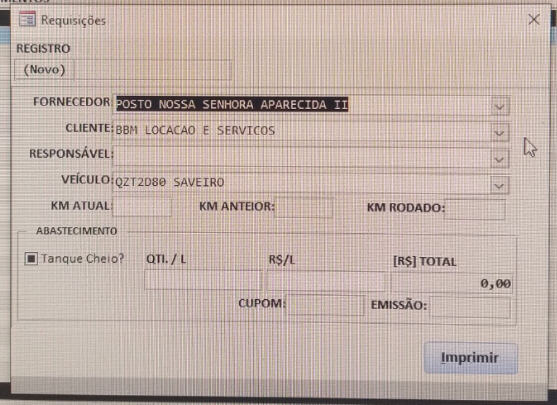 Requisições
REGISTRO
(Novo)
FORNECEDOR: POSTO NOSSA SENHORA APARECIDA II
CLIENTE: BBM LOCACAO E SERVICOS
RESPONSÁVEL:
VEÍCULO: QZT2D80 SAVEIRO
KM ATUAL: KM ANTEIOR: KM RODADO:
ABASTECIMENTO
Tanque Cheio? QTI. / L R$/L [R$] TOTAL
0,00
CUPOM: EMISSÃO:
Imprimir